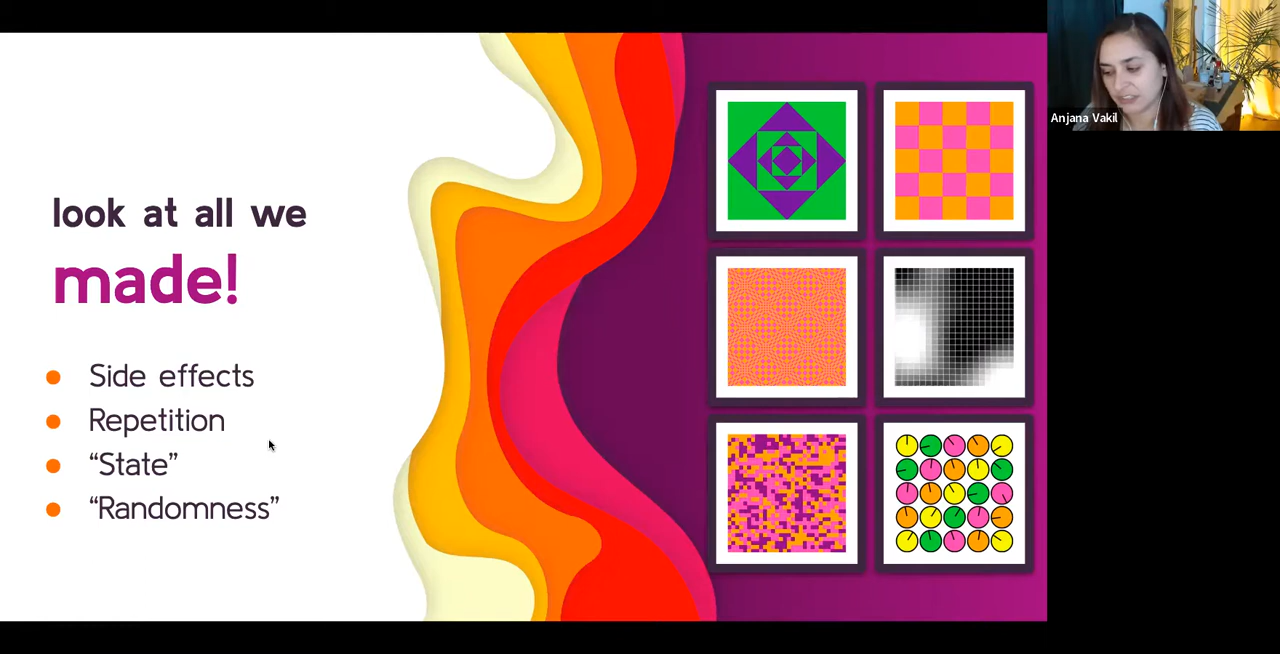 look at all we
made!
Side effects
Repetition
“State”
“Randomness”
Anjana Vakil